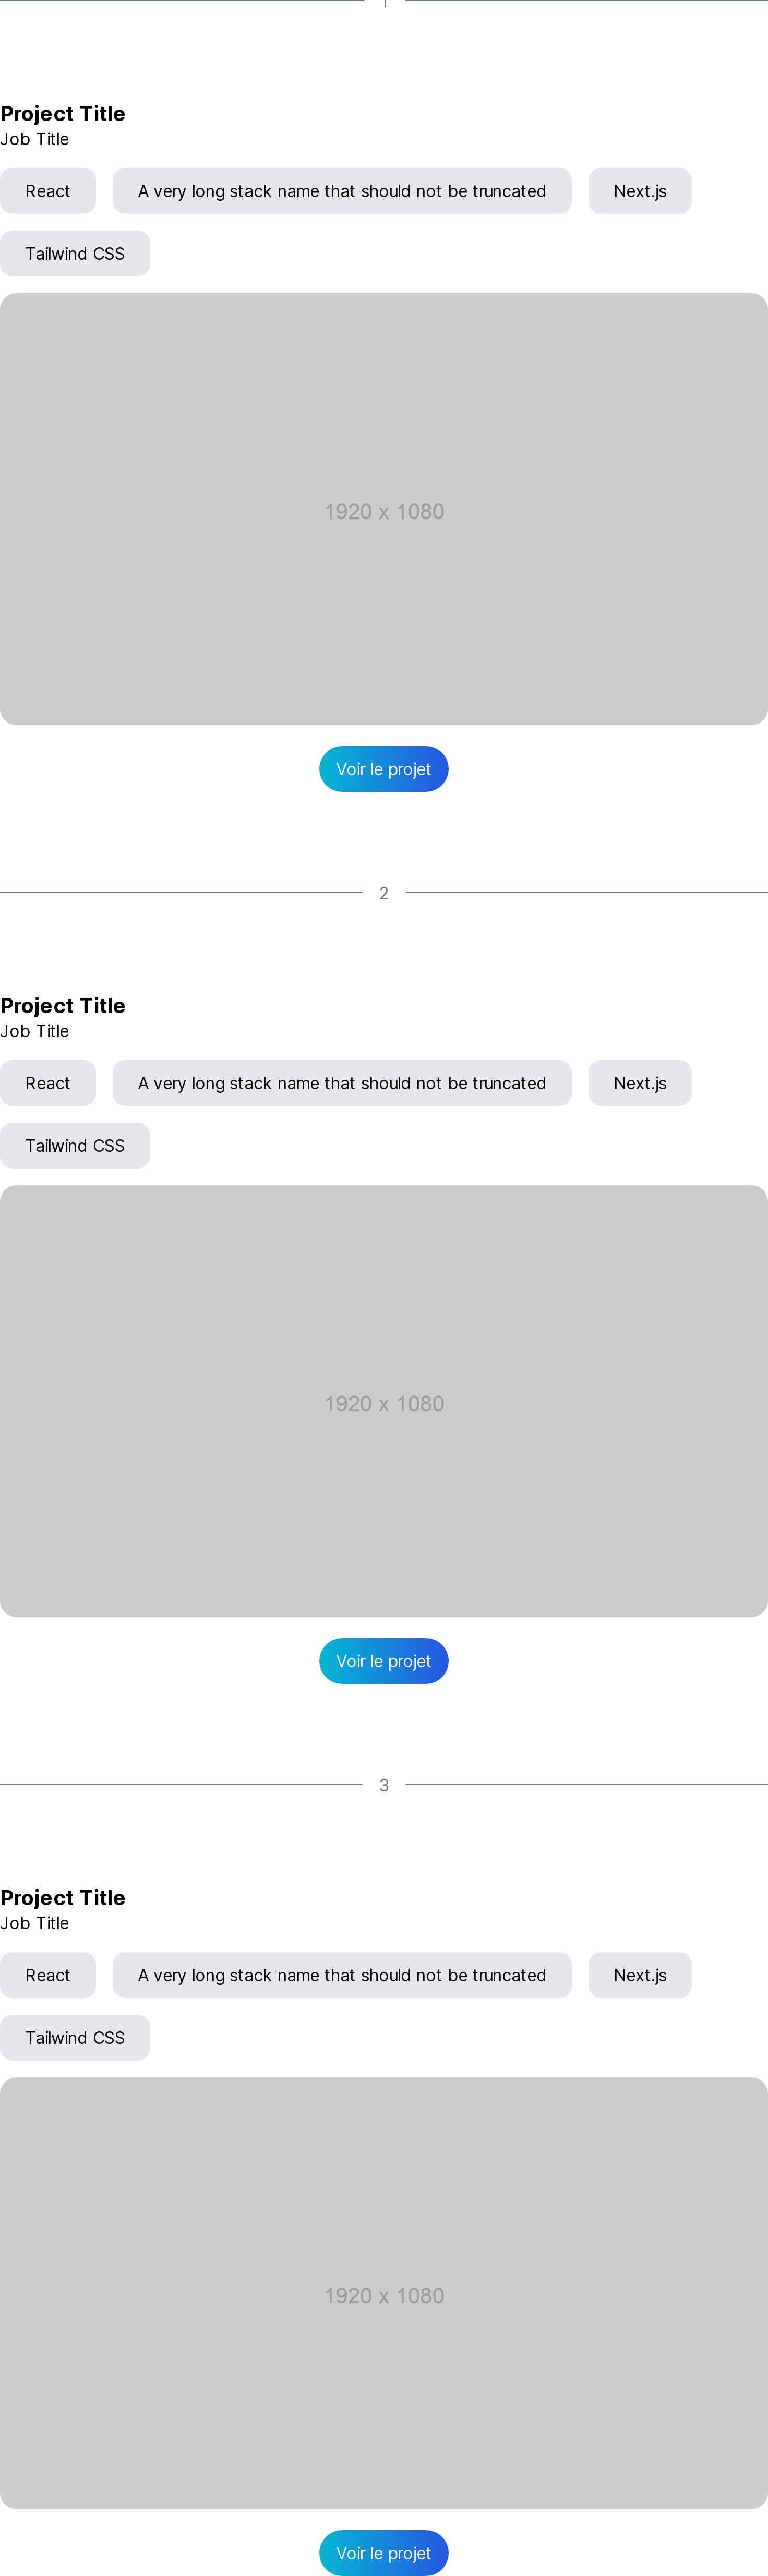 1
Project Title
Job Title
React A very long stack name that should not be truncated Next.js
Tailwind CSS
1920 x 1080
Voir le projet
2
Project Title
Job Title
React A very long stack name that should not be truncated Next.js
Tailwind CSS
1920 x 1080
Voir le projet
3
Project Title
Job Title
React A very long stack name that should not be truncated Next.js
Tailwind CSS
1920 x 1080
Voir le projet